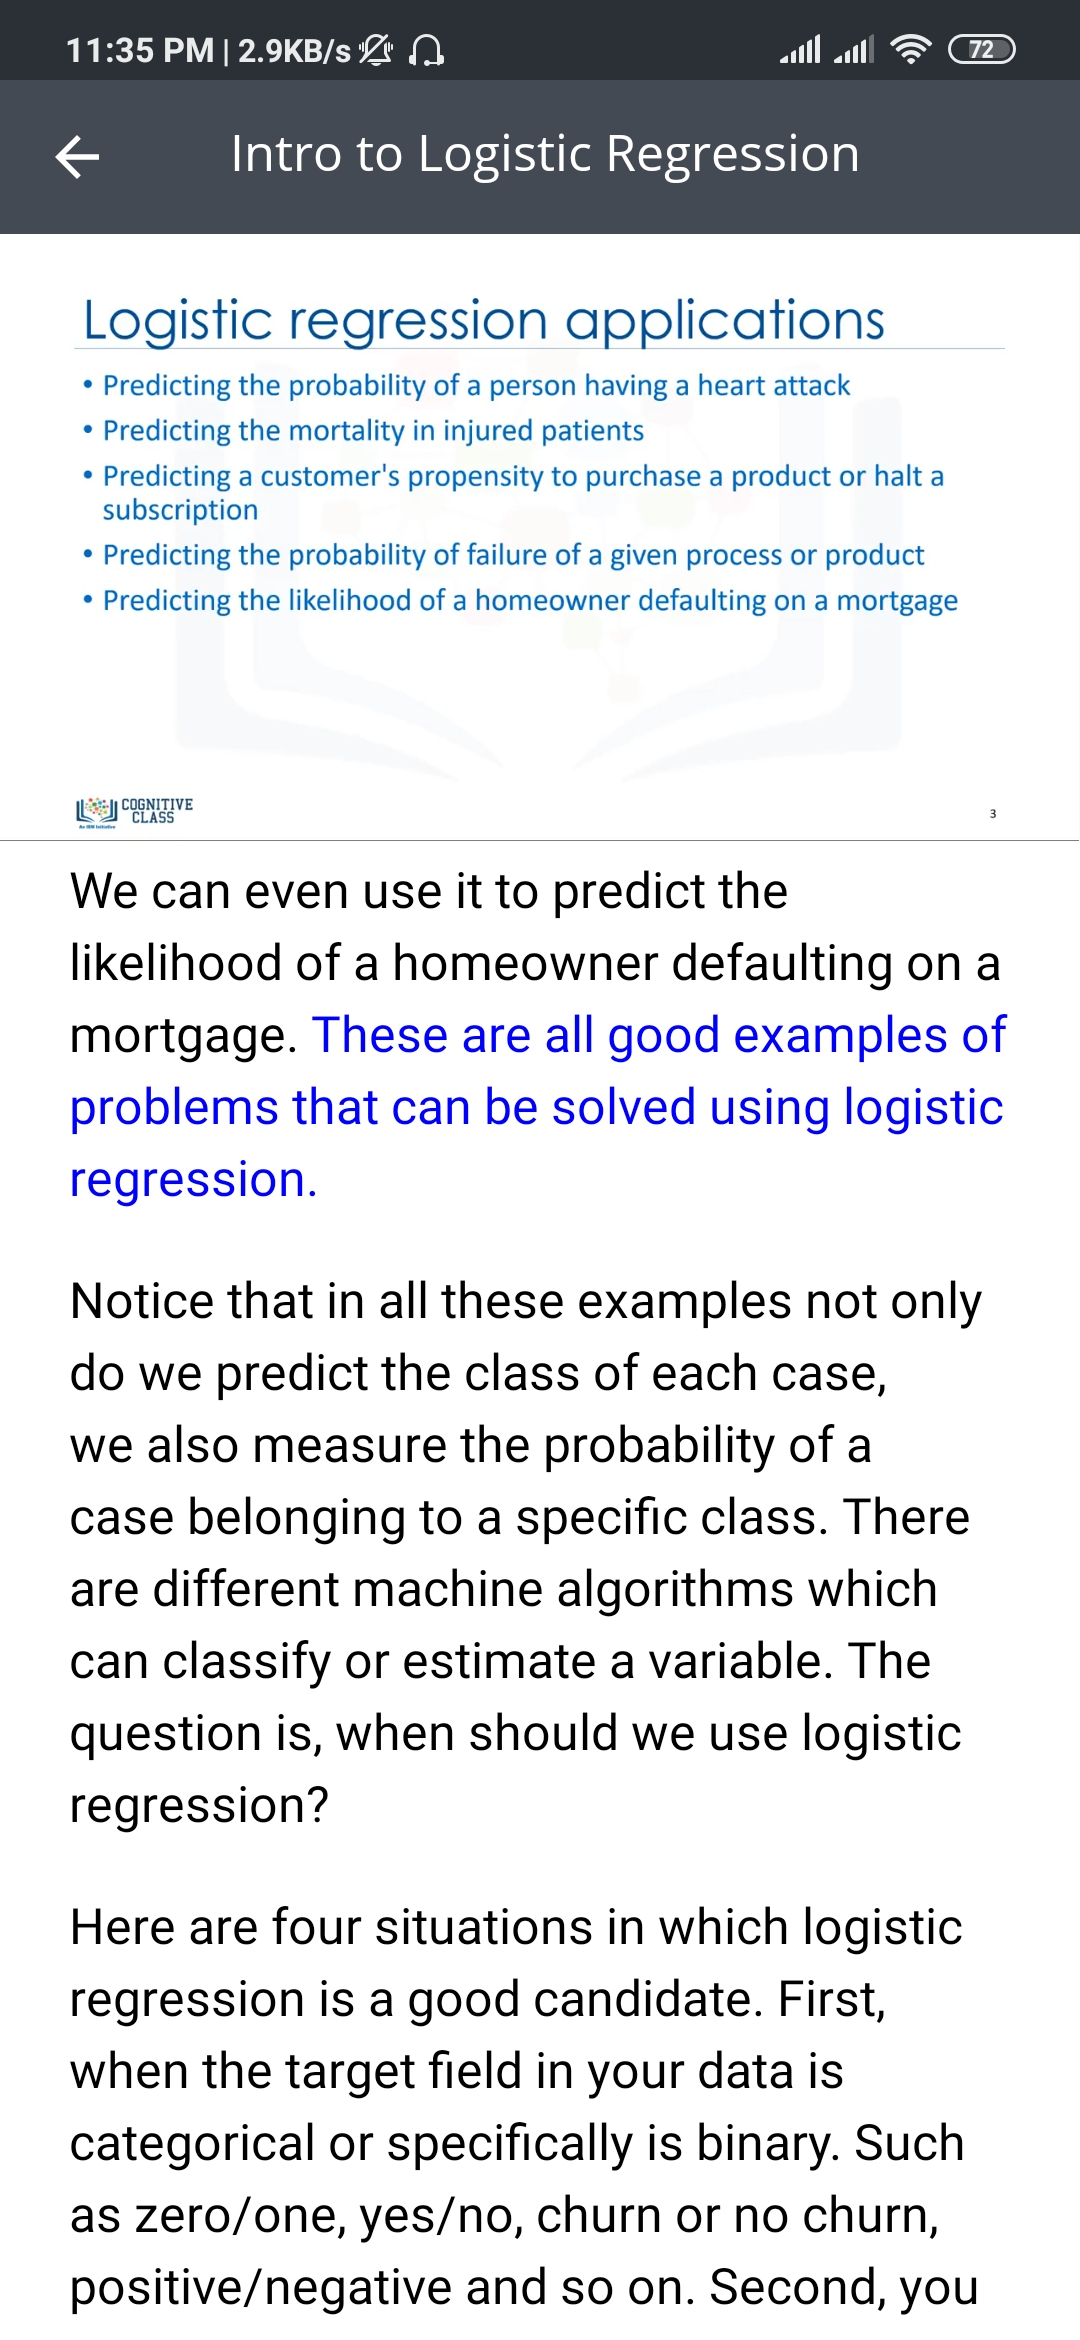 11:35 PM | 2.9KB/s 72
Intro to Logistic Regression
Logistic regression applications
• Predicting the probability of a person having a heart attack
• Predicting the mortality in injured patients
• Predicting a customer's propensity to purchase a product or halt a
subscription
• Predicting the probability of failure of a given process or product
• Predicting the likelihood of a homeowner defaulting on a mortgage
COGNITIVE
CLASS
An IBM Initiative
3
We can even use it to predict the
likelihood of a homeowner defaulting on a
mortgage. These are all good examples of
problems that can be solved using logistic
regression.
Notice that in all these examples not only
do we predict the class of each case,
we also measure the probability of a
case belonging to a specific class. There
are different machine algorithms which
can classify or estimate a variable. The
question is, when should we use logistic
regression?
Here are four situations in which logistic
regression is a good candidate. First,
when the target field in your data is
categorical or specifically is binary. Such
as zero/one, yes/no, churn or no churn,
positive/negative and so on. Second, you